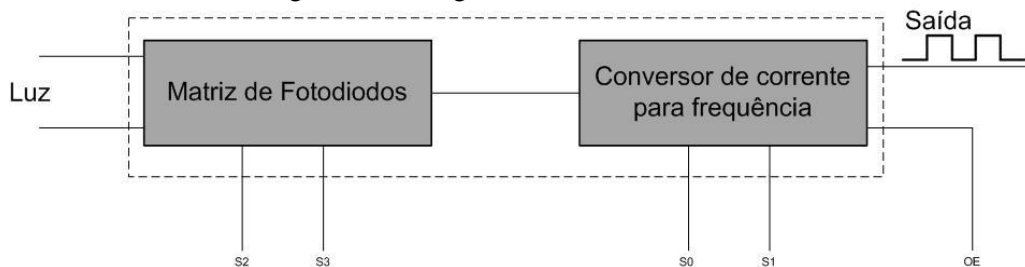 Saída
Luz
Matriz de Fotodiodos
Conversor de corrente
para frequência
S2
S3
S0
S1
OE